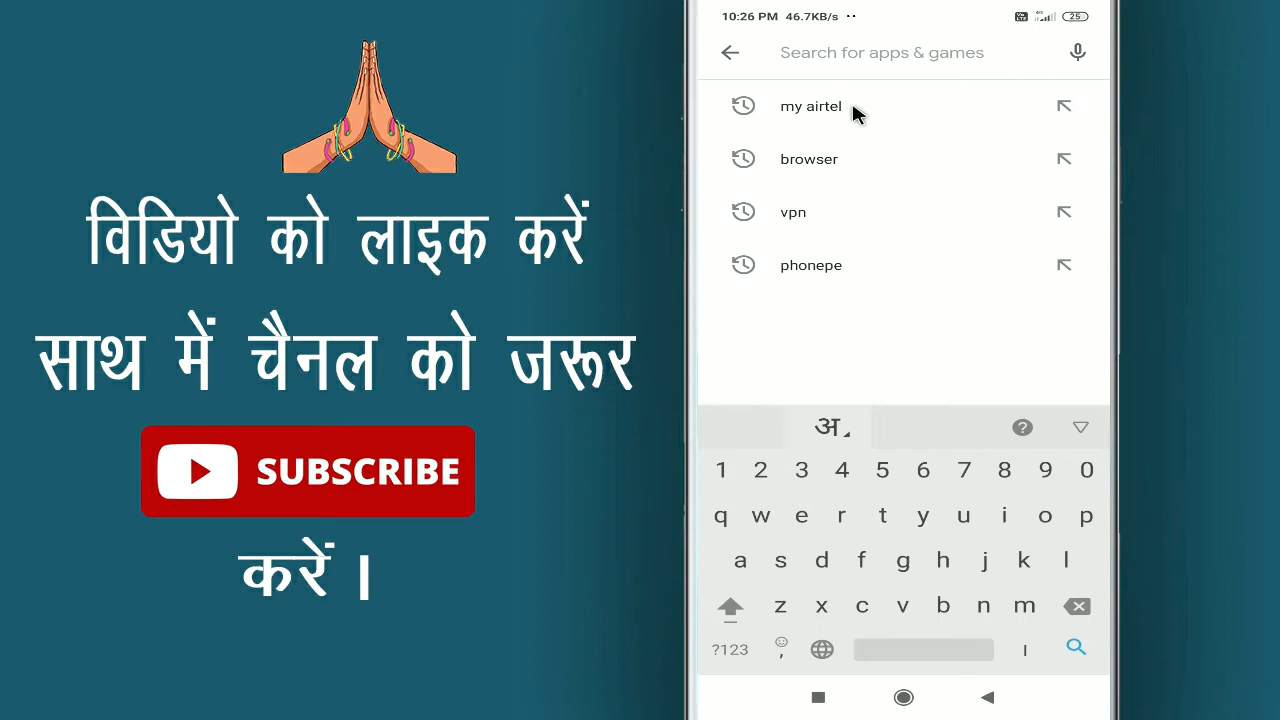 विडियो को लाइक करें
साथ में चैनल को जरूर
SUBSCRIBE
करें ।
10:26 PM 46.7KB/s ••
4G 25
Search for apps & games
my airtel
browser
vpn
phonepe
अ ?
1 2 3 4 5 6 7 8 9 0
q w e r t y u i o p
a s d f g h j k l
z x c v b n m
?123 , ।